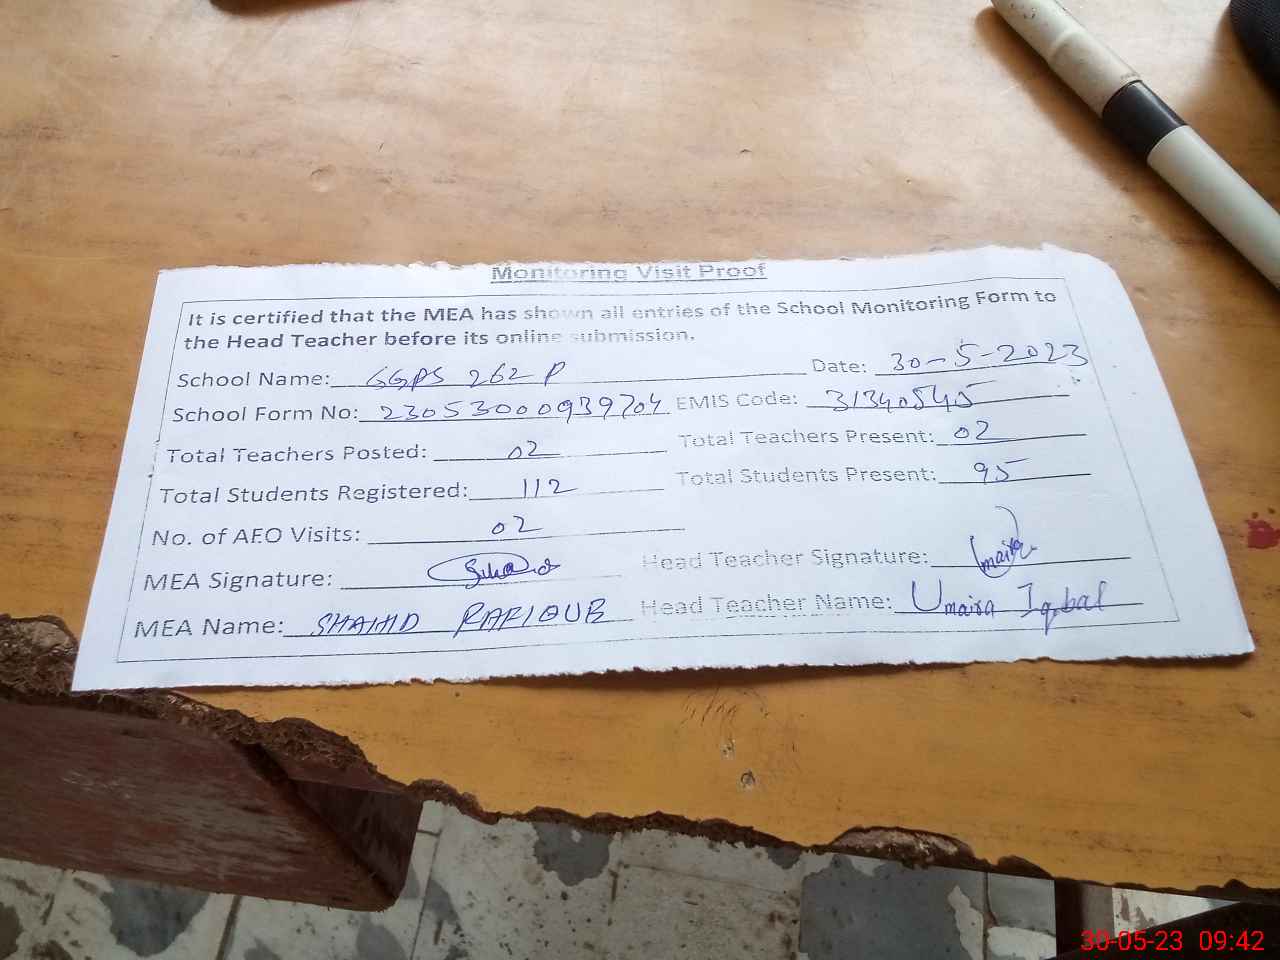 Monitoring Visit Proof
It is certified that the MEA has shown all entries of the School Monitoring Form to
the Head Teacher before its online submission.
School Name: GGPS 262 P Date: 30-5-2023
School Form No: 23053000939704 EMIS Code: 31340545
Total Teachers Posted: 02 Total Teachers Present: 02
Total Students Registered: 112 Total Students Present: 95
No. of AEO Visits: 02
MEA Signature: Head Teacher Signature: Umaira
MEA Name: SHAHID RAFIQUE Head Teacher Name: Umaira Iqbal
30-05-23 09:42